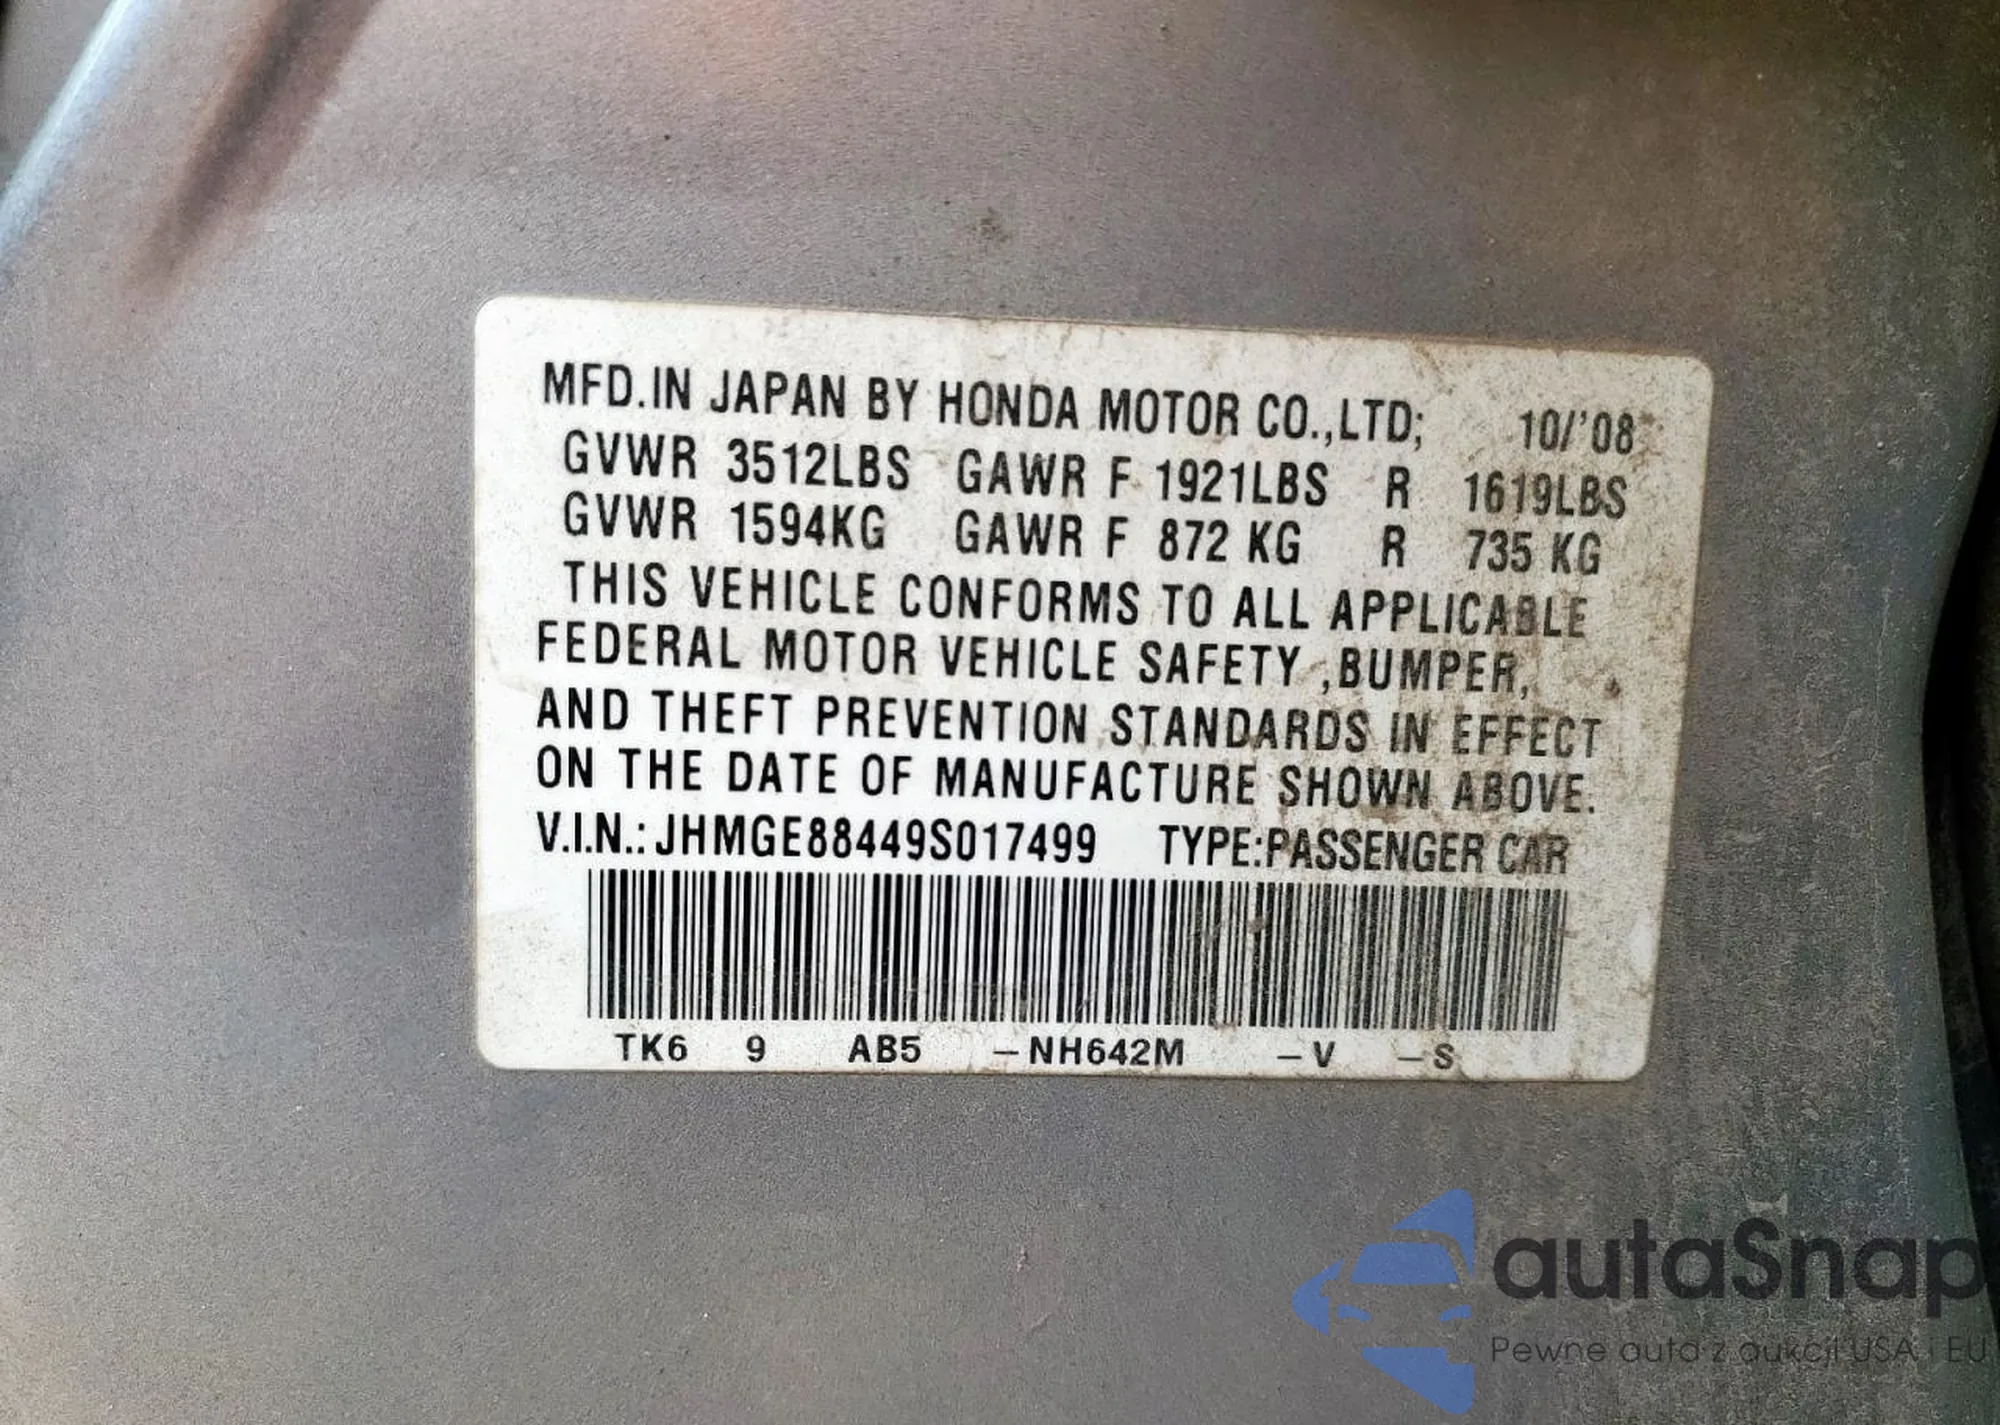 MFD.IN JAPAN BY HONDA MOTOR CO.,LTD; 10/'08
GVWR 3512LBS GAWR F 1921LBS R 1619LBS
GVWR 1594KG GAWR F 872 KG R 735 KG
THIS VEHICLE CONFORMS TO ALL APPLICABLE
FEDERAL MOTOR VEHICLE SAFETY ,BUMPER,
AND THEFT PREVENTION STANDARDS IN EFFECT
ON THE DATE OF MANUFACTURE SHOWN ABOVE.
V.I.N.: JHMGE88449S017499 TYPE:PASSENGER CAR
TK6 9 AB5 –NH642M –V –S
autaSnap
Pewne auta z aukcji USA i EU